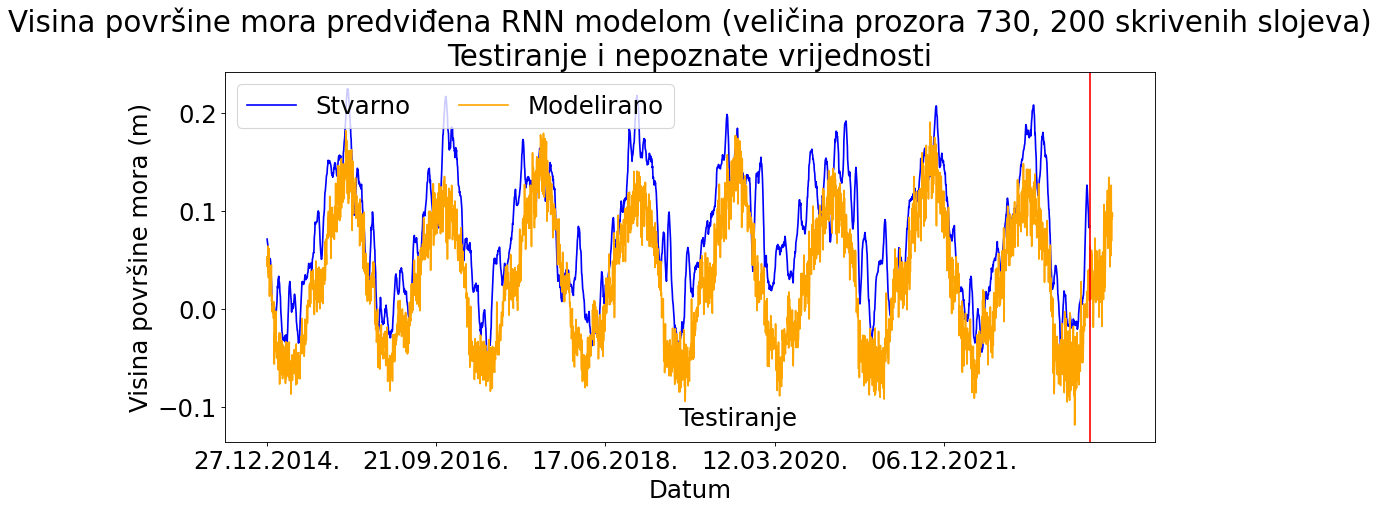 Visina površine mora predviđena RNN modelom (veličina prozora 730, 200 skrivenih slojeva)
Testiranje i nepoznate vrijednosti
Stvarno Modelirano
Visina površine mora (m)
0.2
0.1
0.0
−0.1
Testiranje
27.12.2014. 21.09.2016. 17.06.2018. 12.03.2020. 06.12.2021.
Datum